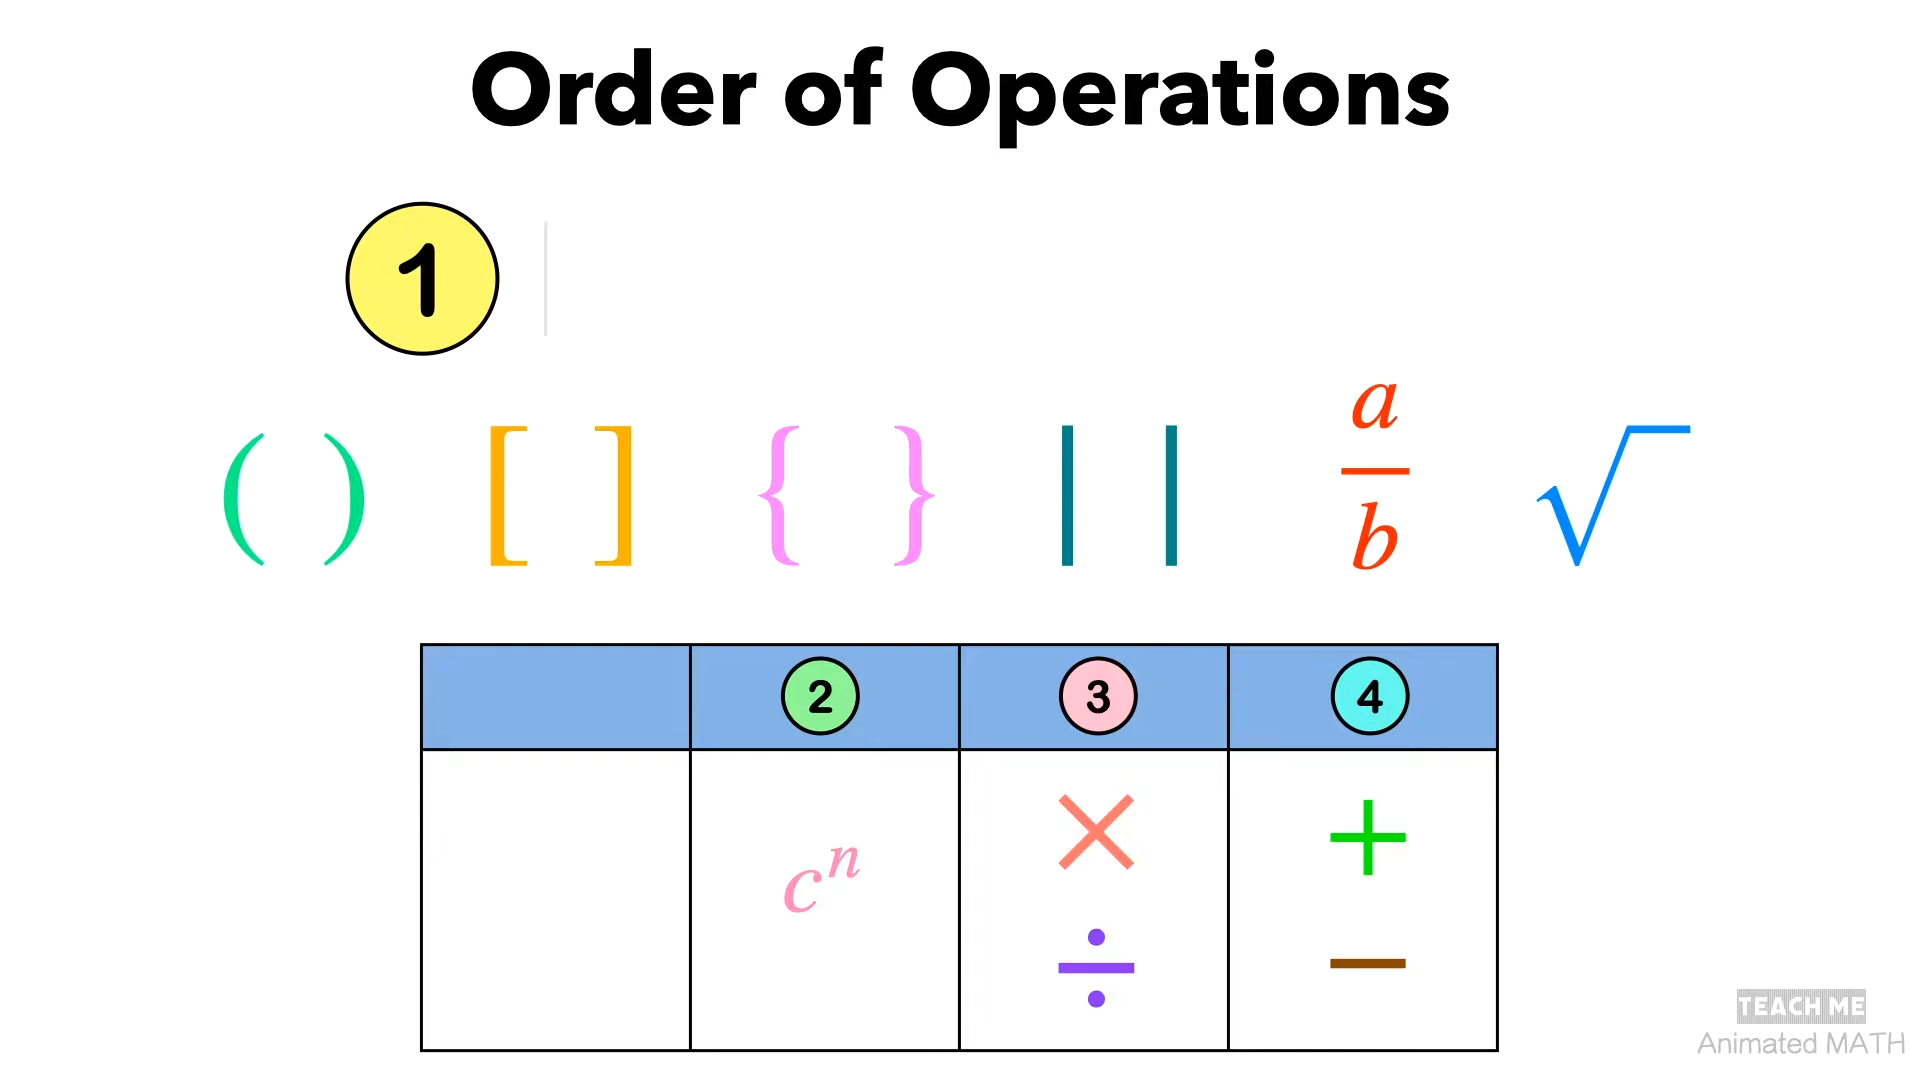 Order of Operations
1
( ) [ ] { } | | a/b √
2 3 4
cⁿ × +
÷ −
TEACH ME
Animated MATH